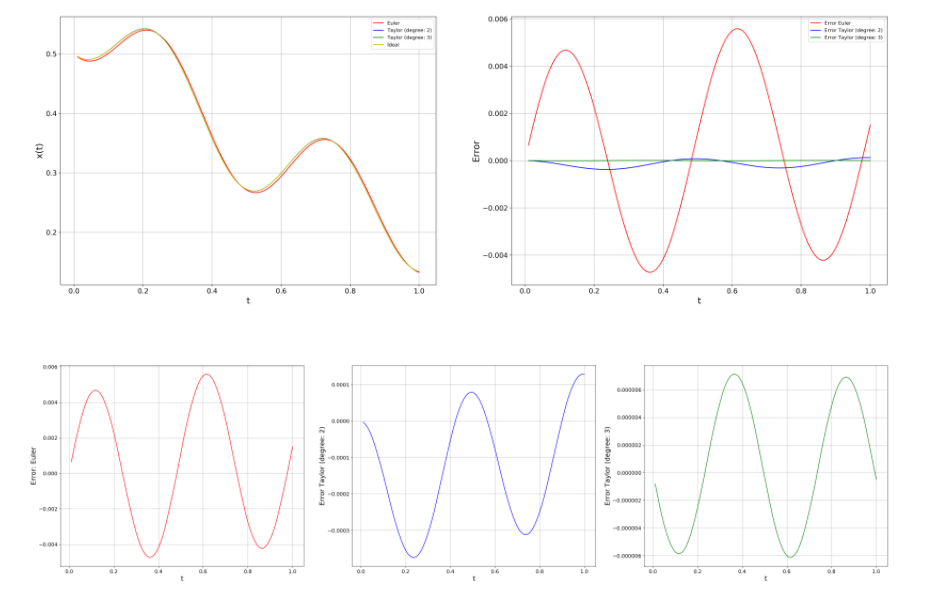 Euler
Taylor (degree: 2)
Taylor (degree: 3)
Ideal
0.5
0.4
0.3
0.2
x(t)
0.0 0.2 0.4 0.6 0.8 1.0
t
Error Euler
Error Taylor (degree: 2)
Error Taylor (degree: 3)
0.006
0.004
0.002
0.000
−0.002
−0.004
Error
0.0 0.2 0.4 0.6 0.8 1.0
t
0.006
0.004
0.002
0.000
−0.002
−0.004
Error: Euler
0.0 0.2 0.4 0.6 0.8 1.0
t
0.0001
0.0000
−0.0001
−0.0002
−0.0003
Error Taylor (degree: 2)
0.0 0.2 0.4 0.6 0.8 1.0
t
0.000006
0.000004
0.000002
0.000000
−0.000002
−0.000004
−0.000006
Error Taylor (degree: 3)
0.0 0.2 0.4 0.6 0.8 1.0
t